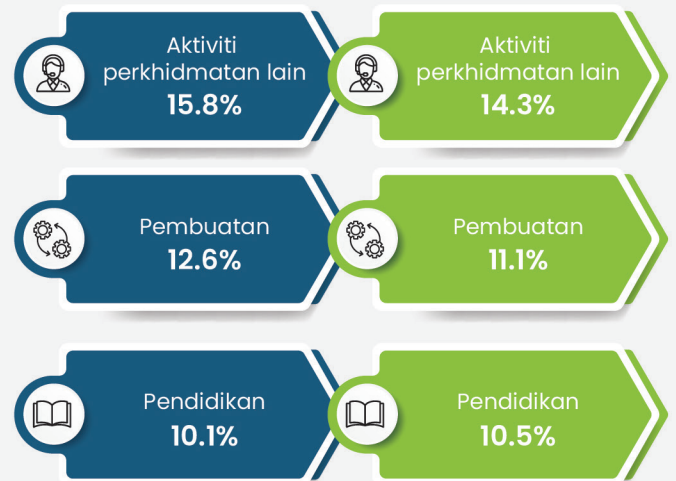 Aktiviti
perkhidmatan lain
15.8%
Aktiviti
perkhidmatan lain
14.3%
Pembuatan
12.6%
Pembuatan
11.1%
Pendidikan
10.1%
Pendidikan
10.5%